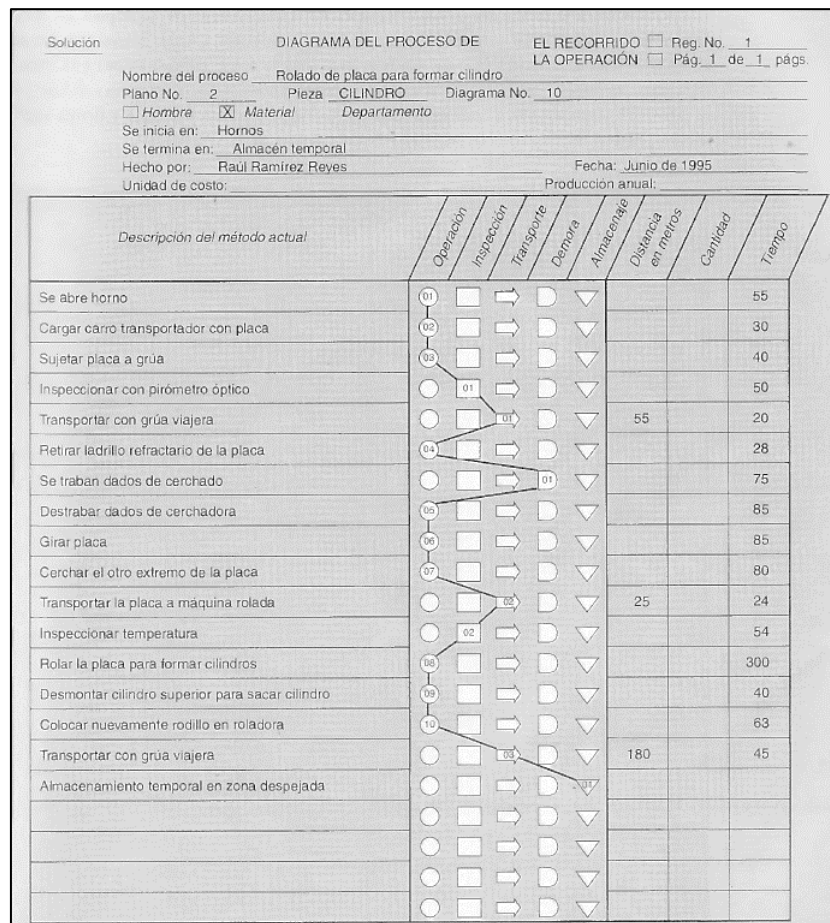 Solución DIAGRAMA DEL PROCESO DE EL RECORRIDO Reg. No. 1
LA OPERACIÓN Pág. 1 de 1 págs.
Nombre del proceso Rolado de placa para formar cilindro
Plano No. 2 Pieza CILINDRO Diagrama No. 10
Hombre X Material Departamento
Se inicia en: Hornos
Se termina en: Almacén temporal
Hecho por: Raúl Ramírez Reyes Fecha: Junio de 1995
Unidad de costo: Producción anual:
Descripción del método actual Operación Inspección Transporte Demora Almacenaje Distancia en metros Cantidad Tiempo
Se abre horno 01 55
Cargar carro transportador con placa 02 30
Sujetar placa a grúa 03 40
Inspeccionar con pirómetro óptico 01 50
Transportar con grúa viajera 01 55 20
Retirar ladrillo refractario de la placa 04 28
Se traban dados de cerchado 01 75
Destrabar dados de cerchadora 05 85
Girar placa 06 85
Cerchar el otro extremo de la placa 07 80
Transportar la placa a máquina rolada 02 25 24
Inspeccionar temperatura 02 54
Rolar la placa para formar cilindros 08 300
Desmontar cilindro superior para sacar cilindro 09 40
Colocar nuevamente rodillo en roladora 10 63
Transportar con grúa viajera 03 180 45
Almacenamiento temporal en zona despejada 01